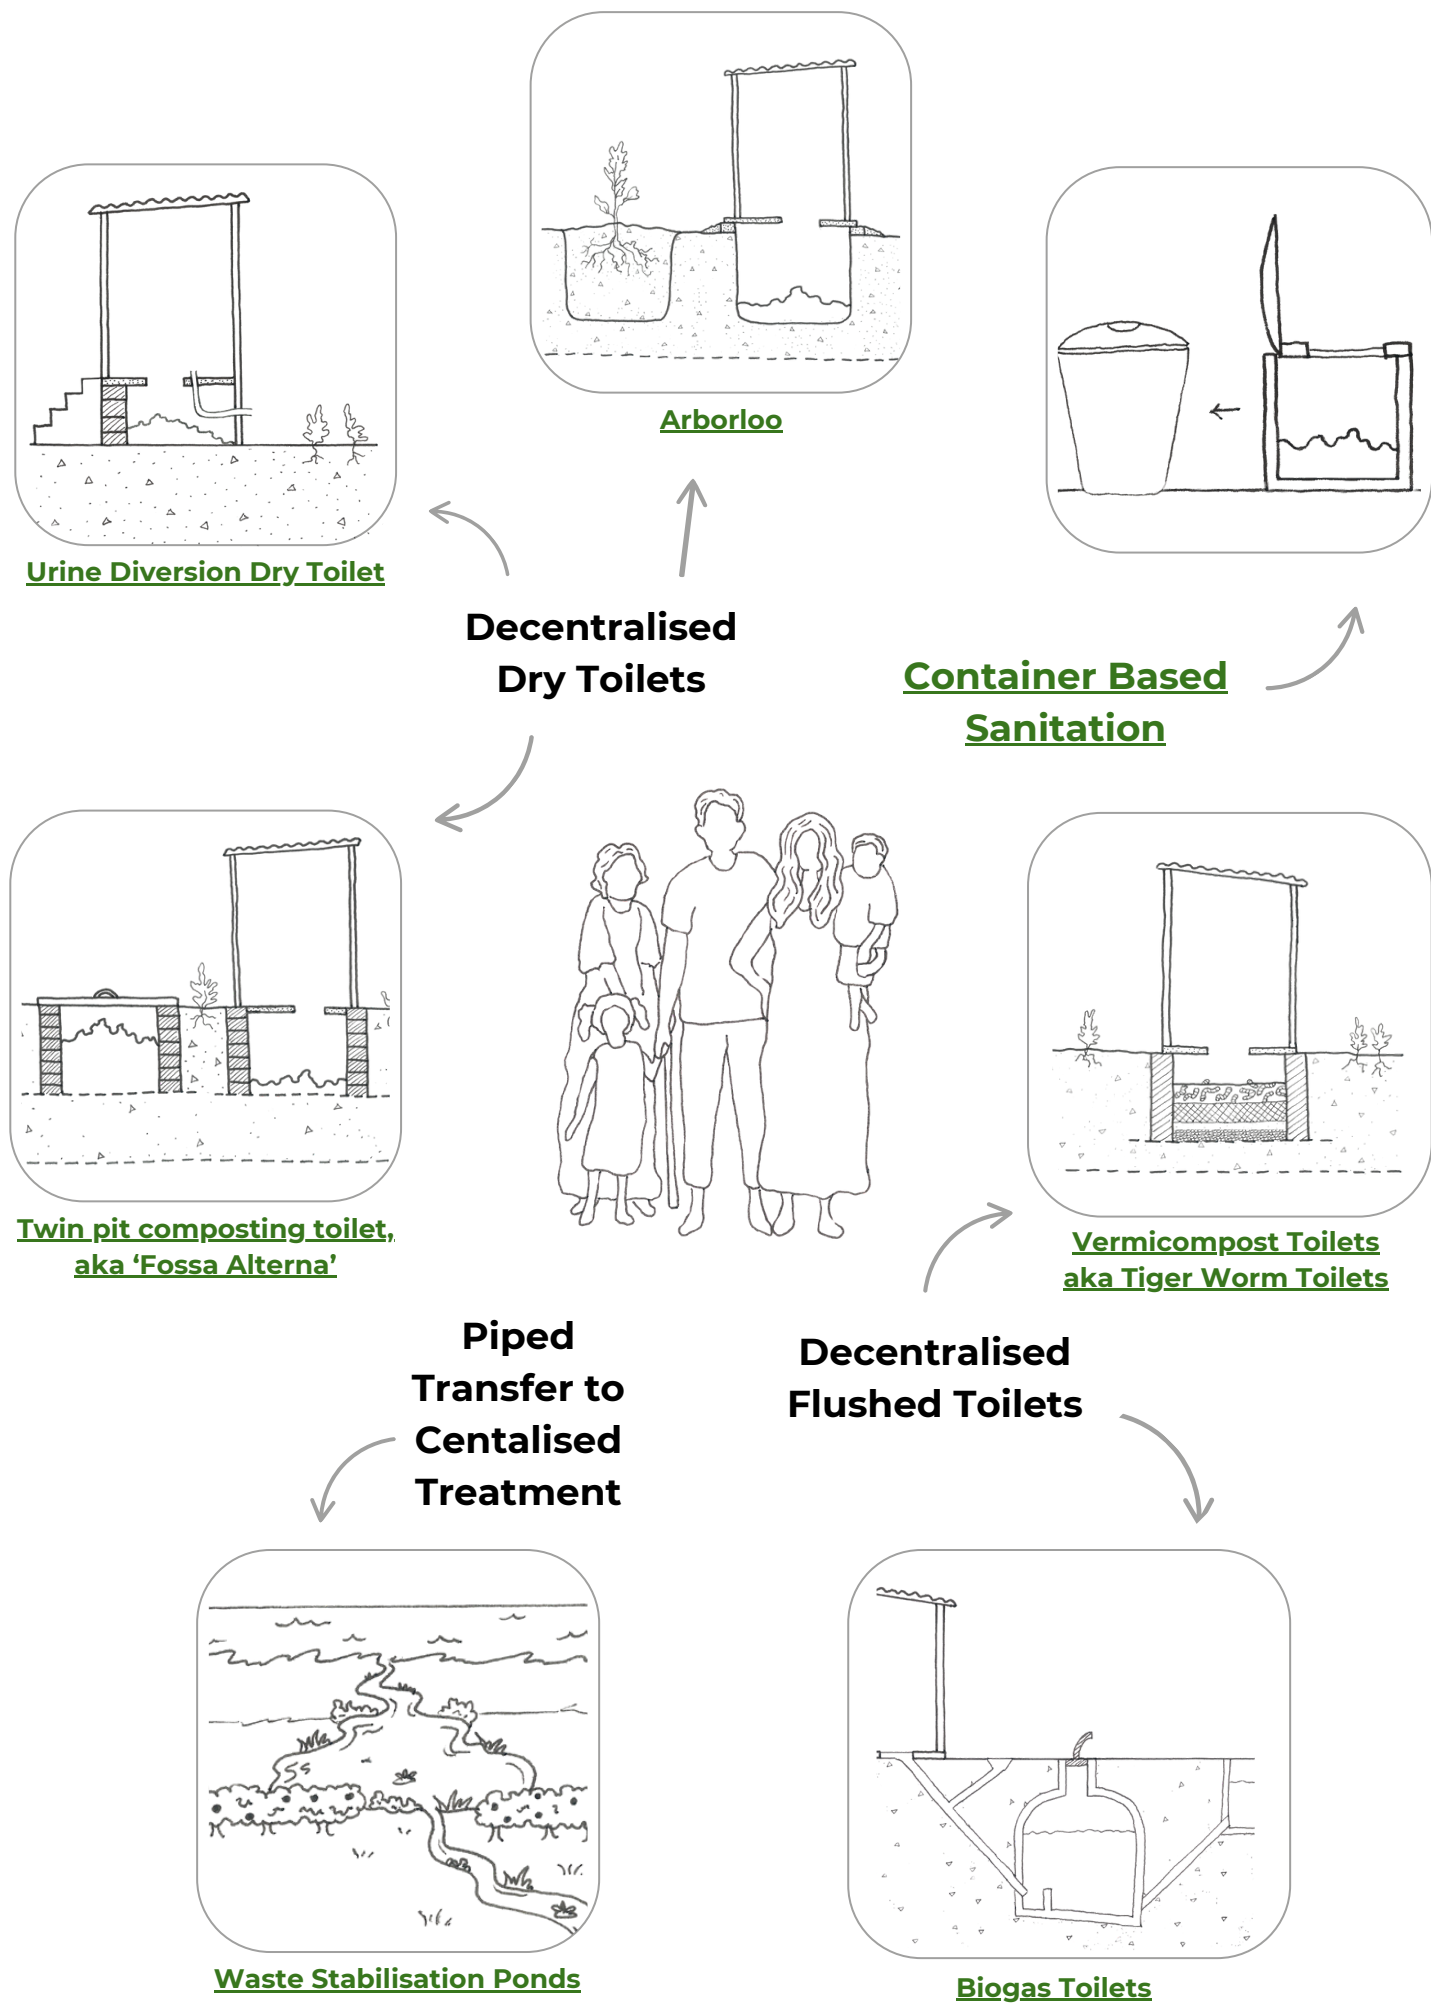 Arborloo
Urine Diversion Dry Toilet
Decentralised
Dry Toilets
Container Based
Sanitation
Twin pit composting toilet,
aka ‘Fossa Alterna’
Vermicompost Toilets
aka Tiger Worm Toilets
Piped
Transfer to
Centalised
Treatment
Decentralised
Flushed Toilets
Waste Stabilisation Ponds
Biogas Toilets